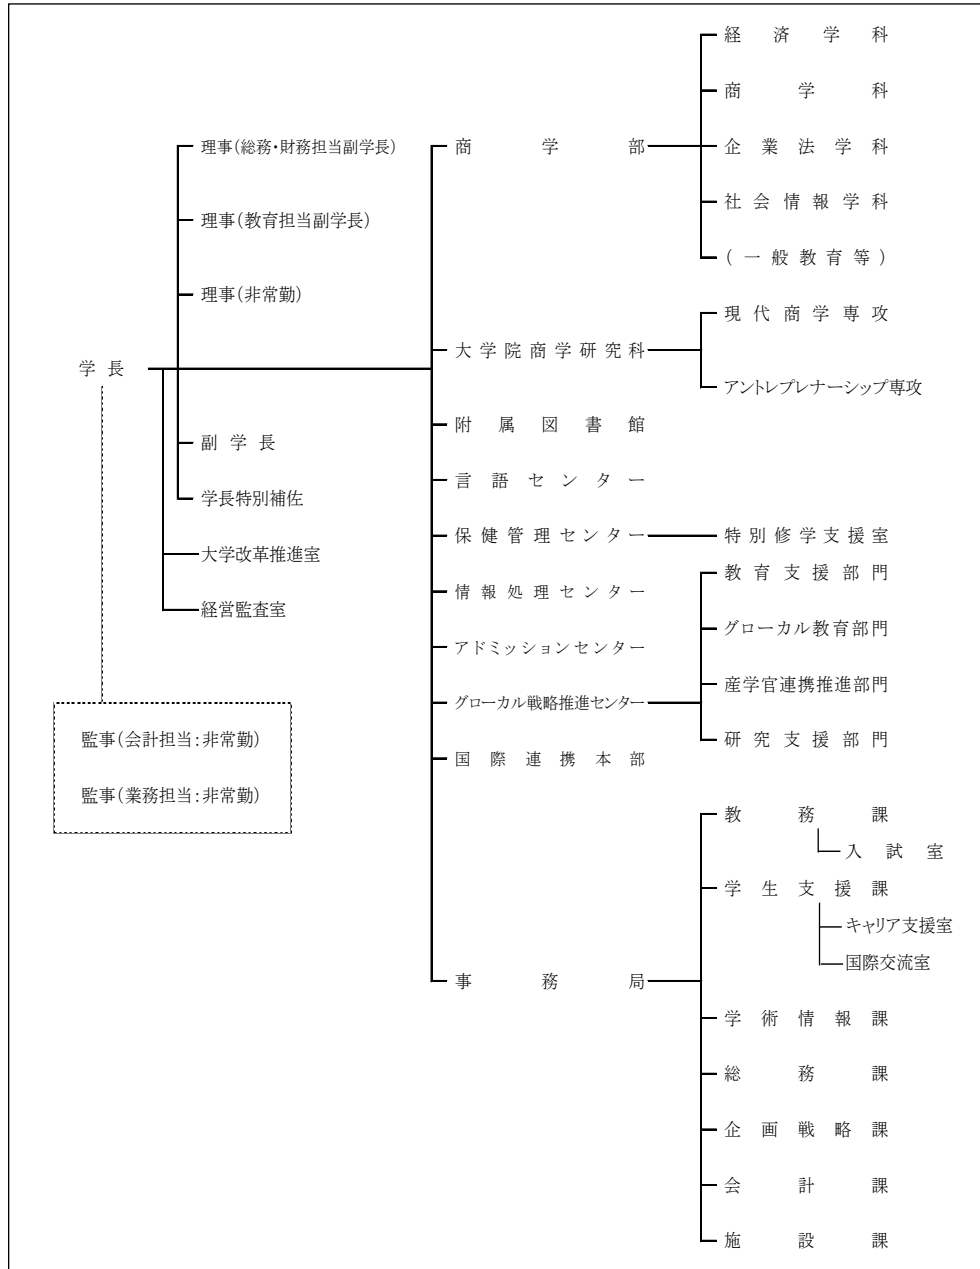 学長
理事(総務・財務担当副学長)
理事(教育担当副学長)
理事(非常勤)
副学長
学長特別補佐
大学改革推進室
経営監査室
監事(会計担当:非常勤)
監事(業務担当:非常勤)
商学部
経済学科
商学科
企業法学科
社会情報学科
(一般教育等)
大学院商学研究科
現代商学専攻
アントレプレナーシップ専攻
附属図書館
言語センター
保健管理センター
特別修学支援室
情報処理センター
アドミッションセンター
グローカル戦略推進センター
教育支援部門
グローカル教育部門
産学官連携推進部門
研究支援部門
国際連携本部
事務局
教務課
入試室
学生支援課
キャリア支援室
国際交流室
学術情報課
総務課
企画戦略課
会計課
施設課